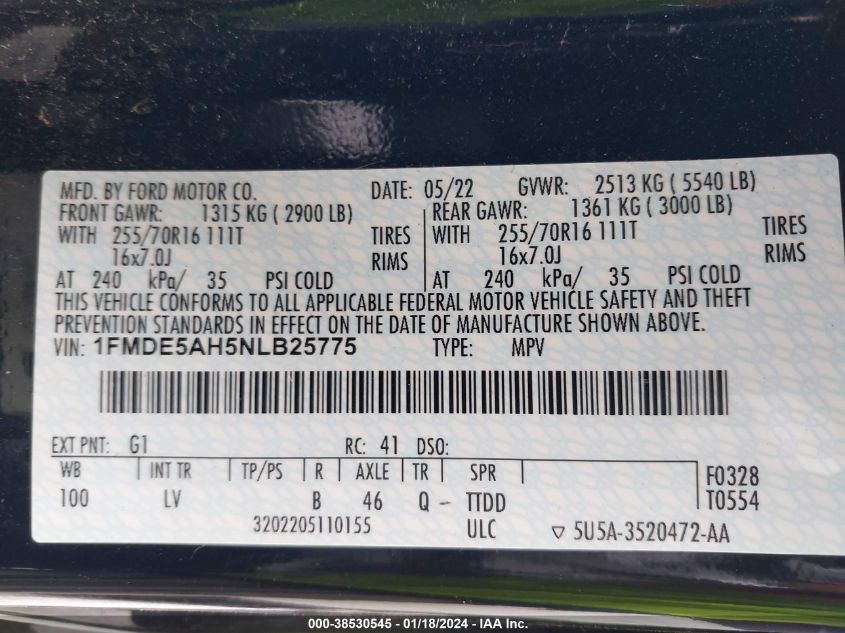 MFD. BY FORD MOTOR CO. DATE: 05/22 GVWR: 2513 KG ( 5540 LB)
FRONT GAWR: 1315 KG ( 2900 LB) REAR GAWR: 1361 KG ( 3000 LB)
WITH 255/70R16 111T TIRES WITH 255/70R16 111T TIRES
16x7.0J RIMS 16x7.0J RIMS
AT 240 kPa/ 35 PSI COLD AT 240 kPa/ 35 PSI COLD
THIS VEHICLE CONFORMS TO ALL APPLICABLE FEDERAL MOTOR VEHICLE SAFETY AND THEFT
PREVENTION STANDARDS IN EFFECT ON THE DATE OF MANUFACTURE SHOWN ABOVE.
VIN: 1FMDE5AH5NLB25775 TYPE: MPV
EXT PNT: G1 RC: 41 DSO:
WB INT TR TP/PS R AXLE TR SPR F0328
100 LV B 46 Q - TTDD T0554
3202205110155 ULC ▽ 5U5A-3520472-AA
000-38530545 - 01/18/2024 - IAAI.com. All Rights Reserved.